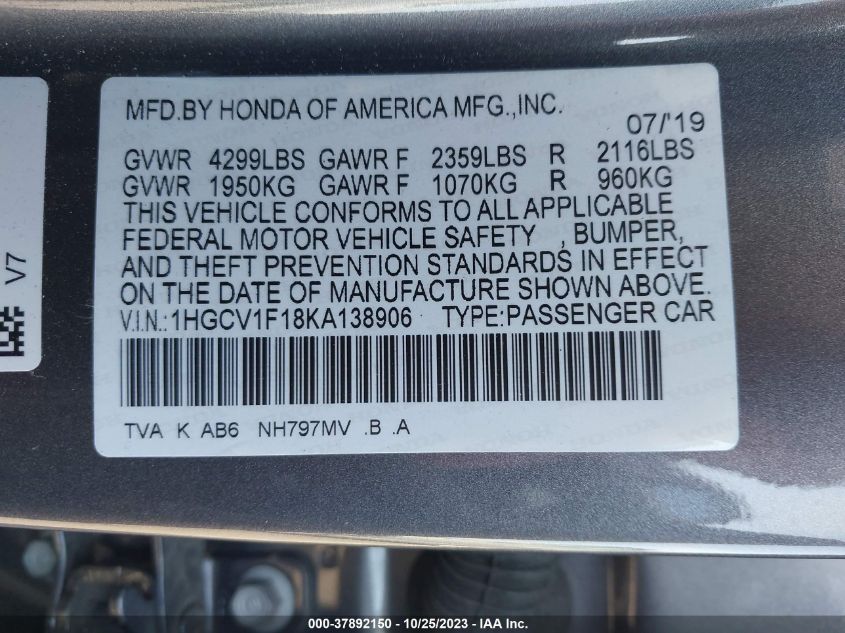 MFD.BY HONDA OF AMERICA MFG.,INC.
07/'19
GVWR 4299LBS GAWR F 2359LBS R 2116LBS
GVWR 1950KG GAWR F 1070KG R 960KG
THIS VEHICLE CONFORMS TO ALL APPLICABLE
FEDERAL MOTOR VEHICLE SAFETY , BUMPER,
AND THEFT PREVENTION STANDARDS IN EFFECT
ON THE DATE OF MANUFACTURE SHOWN ABOVE.
V.I.N.:1HGCV1F18KA138906 TYPE:PASSENGER CAR
TVA K AB6 NH797MV .B .A
V7
000-37892150 - 10/25/2023 - IAA Inc.